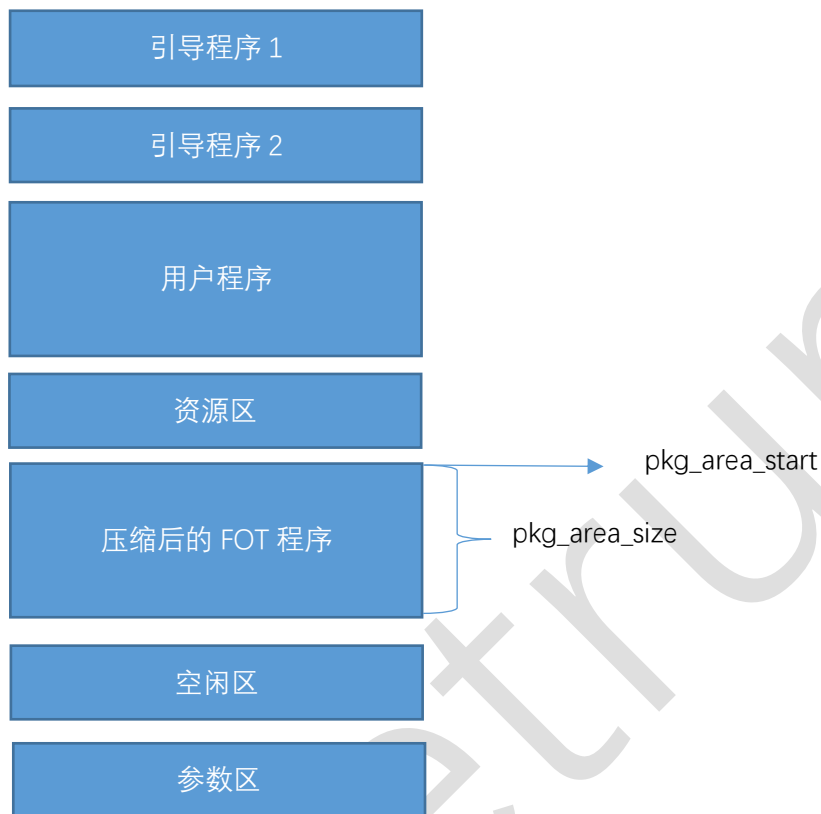 引导程序 1
引导程序 2
用户程序
资源区
pkg_area_start
压缩后的 FOT 程序
pkg_area_size
空闲区
参数区